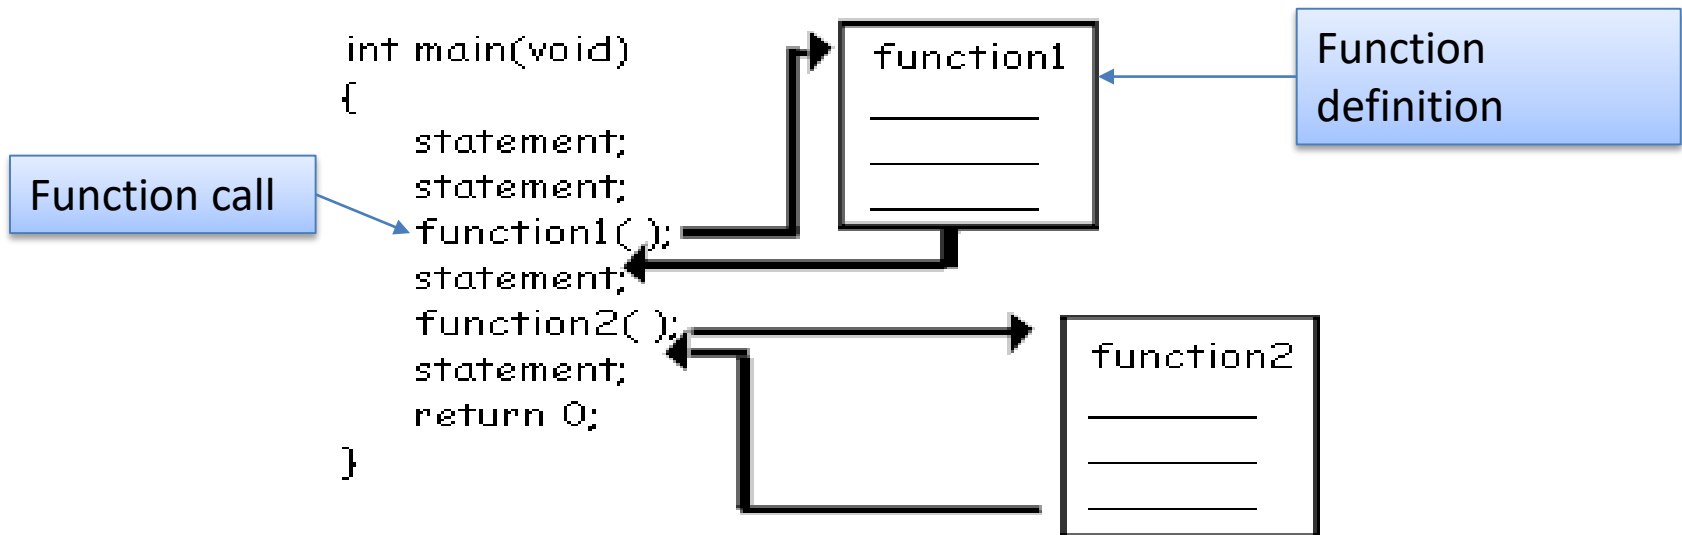 int main(void)
{
statement;
statement;
function1( );
statement;
function2( );
statement;
return 0;
}
Function call
function1
Function
definition
function2